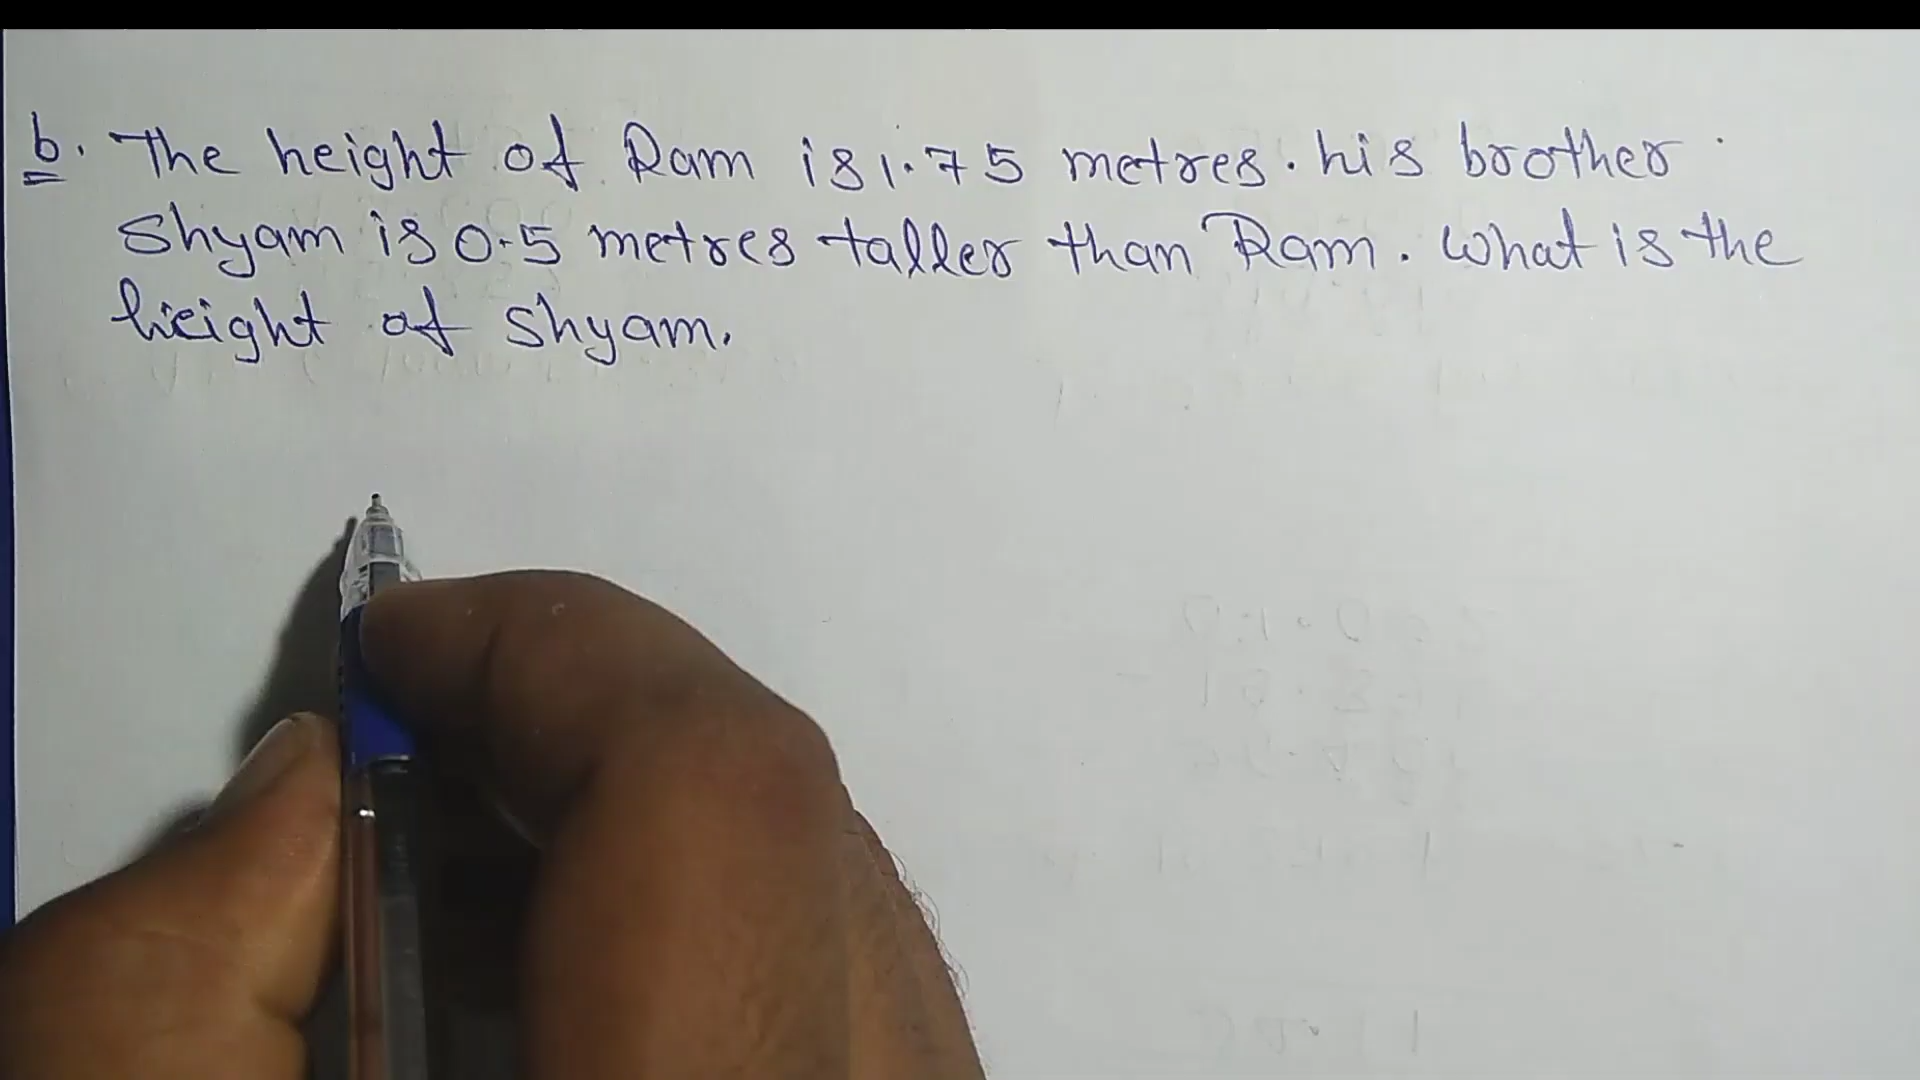 b. The height of Ram is 1.75 metres. his brother
Shyam is 0.5 metres taller than Ram. What is the
height of Shyam.